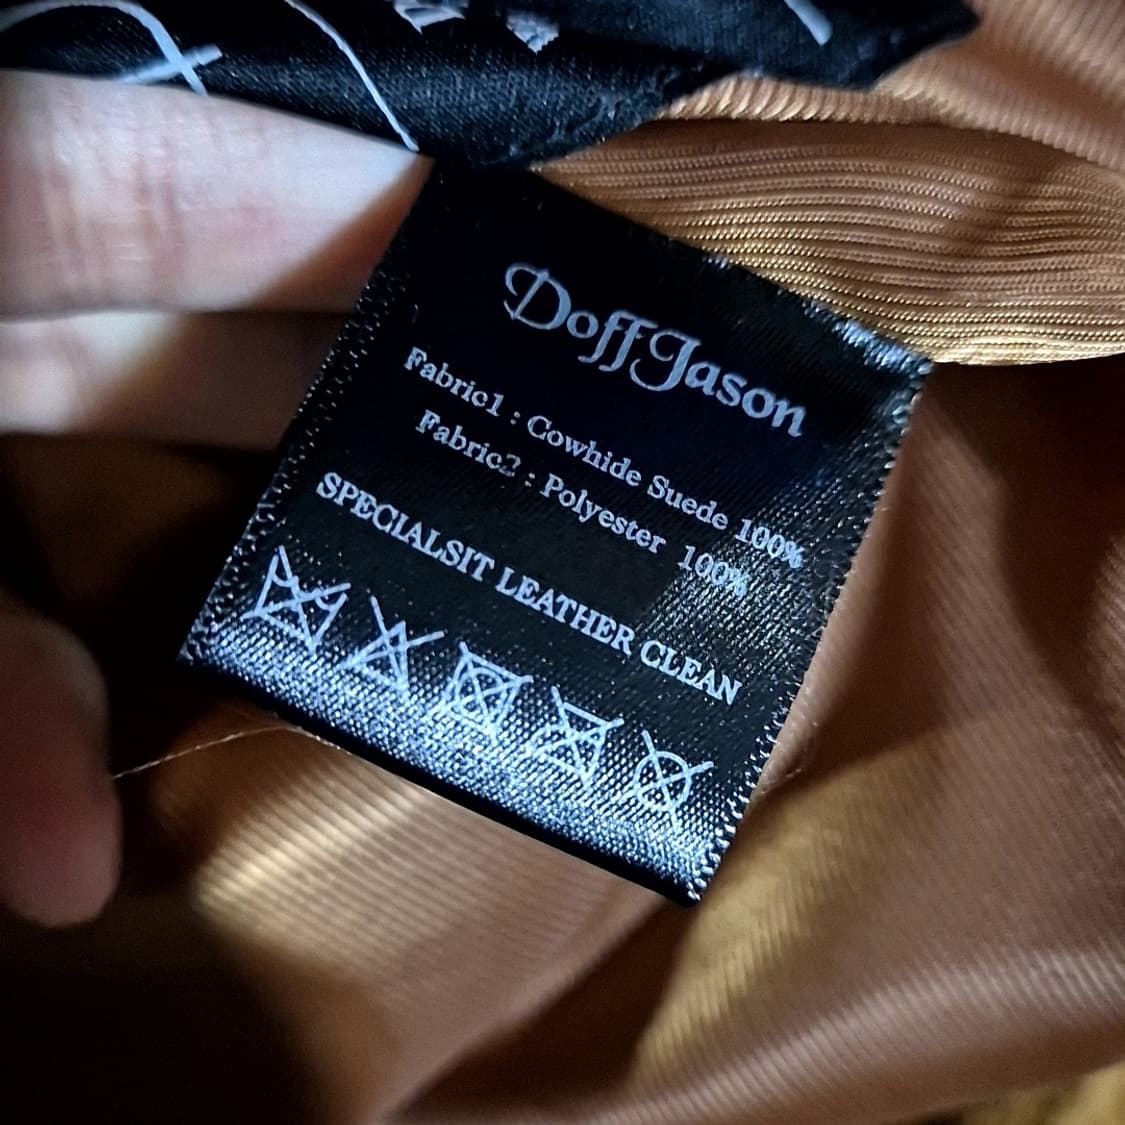 DoffJason
Fabric1 : Cowhide Suede 100%
Fabric2 : Polyester 100%
SPECIALSIT LEATHER CLEAN